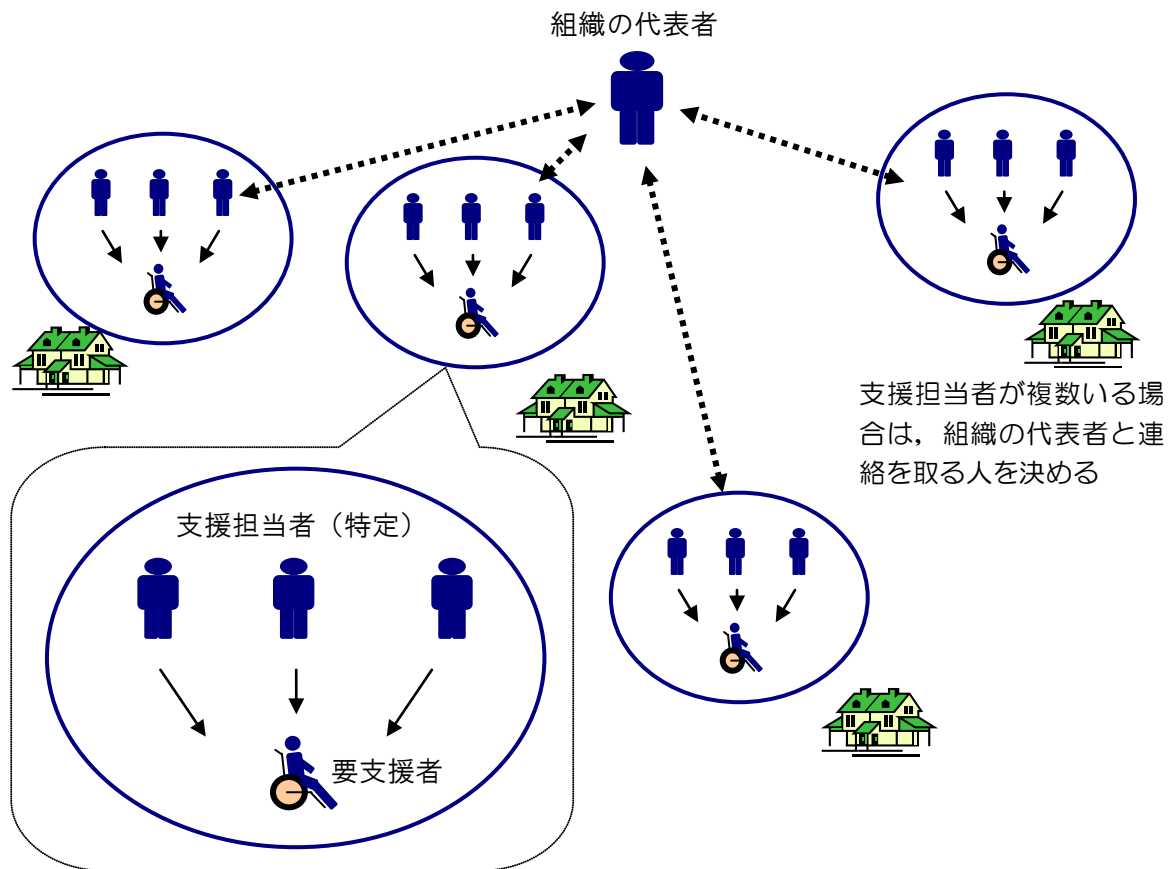 組織の代表者
支援担当者が複数いる場
合は，組織の代表者と連
絡を取る人を決める
支援担当者（特定）
要支援者